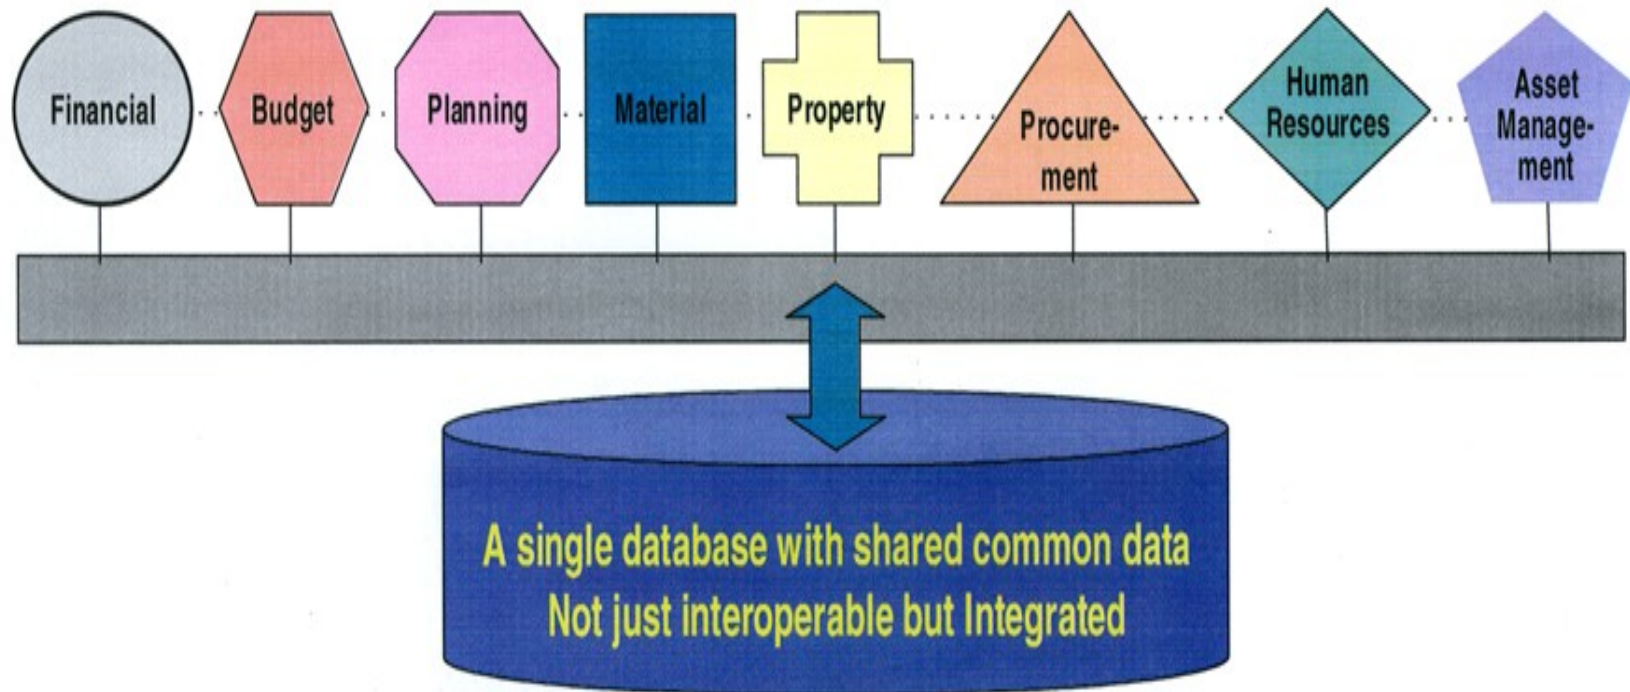 Financial
Budget
Planning
Material
Property
Procure-
ment
Human
Resources
Asset
Manage-
ment
A single database with shared common data
Not just interoperable but Integrated